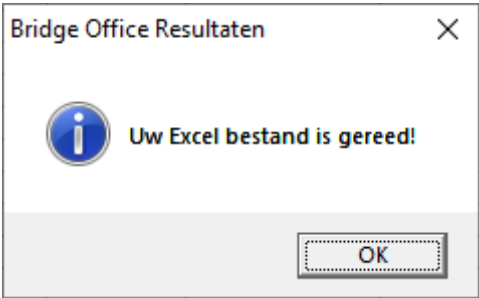 Bridge Office Resultaten
Uw Excel bestand is gereed!
OK